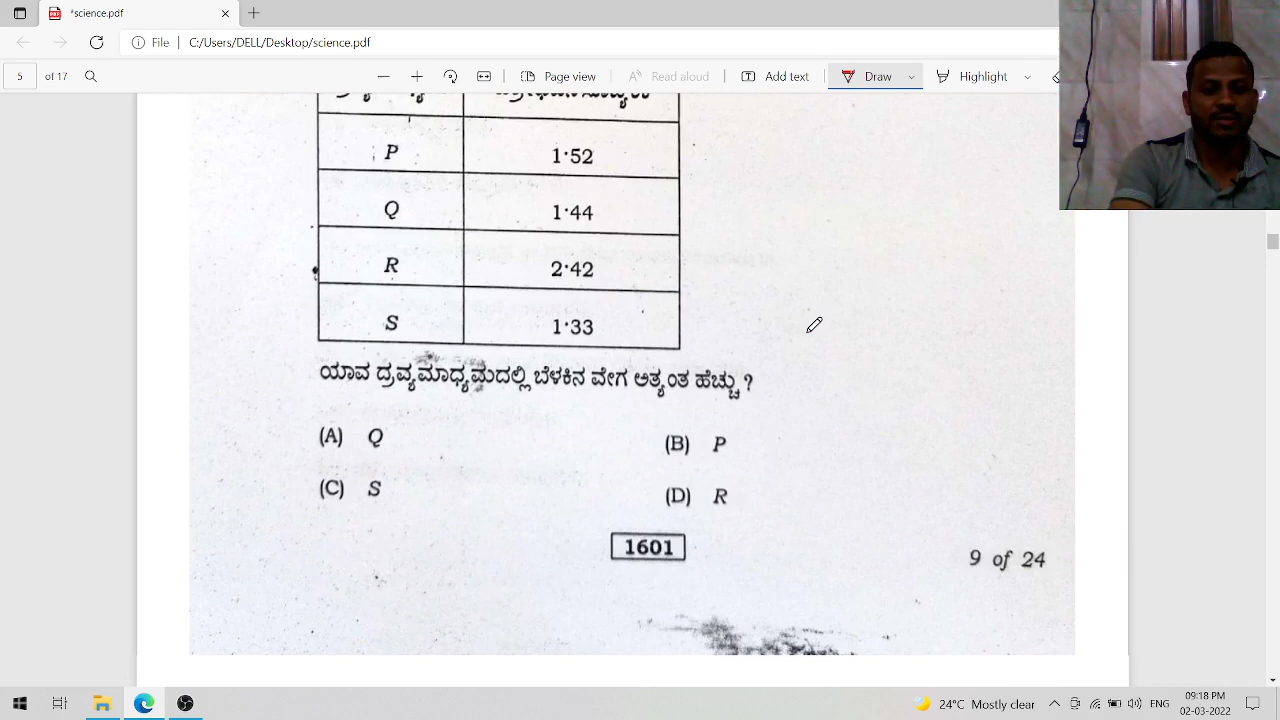 *science.pdf
File | C:/Users/DELL/Desktop/science.pdf
5 of 17
Page view
Read aloud
Add text
Draw
Highlight
P 1·52
Q 1·44
R 2·42
S 1·33
ಯಾವ ದ್ರವ್ಯಮಾಧ್ಯಮದಲ್ಲಿ ಬೆಳಕಿನ ವೇಗ ಅತ್ಯಂತ ಹೆಚ್ಚು ?
(A) Q (B) P
(C) S (D) R
1601
9 of 24
24°C Mostly clear
ENG
09:18 PM
02-03-2022